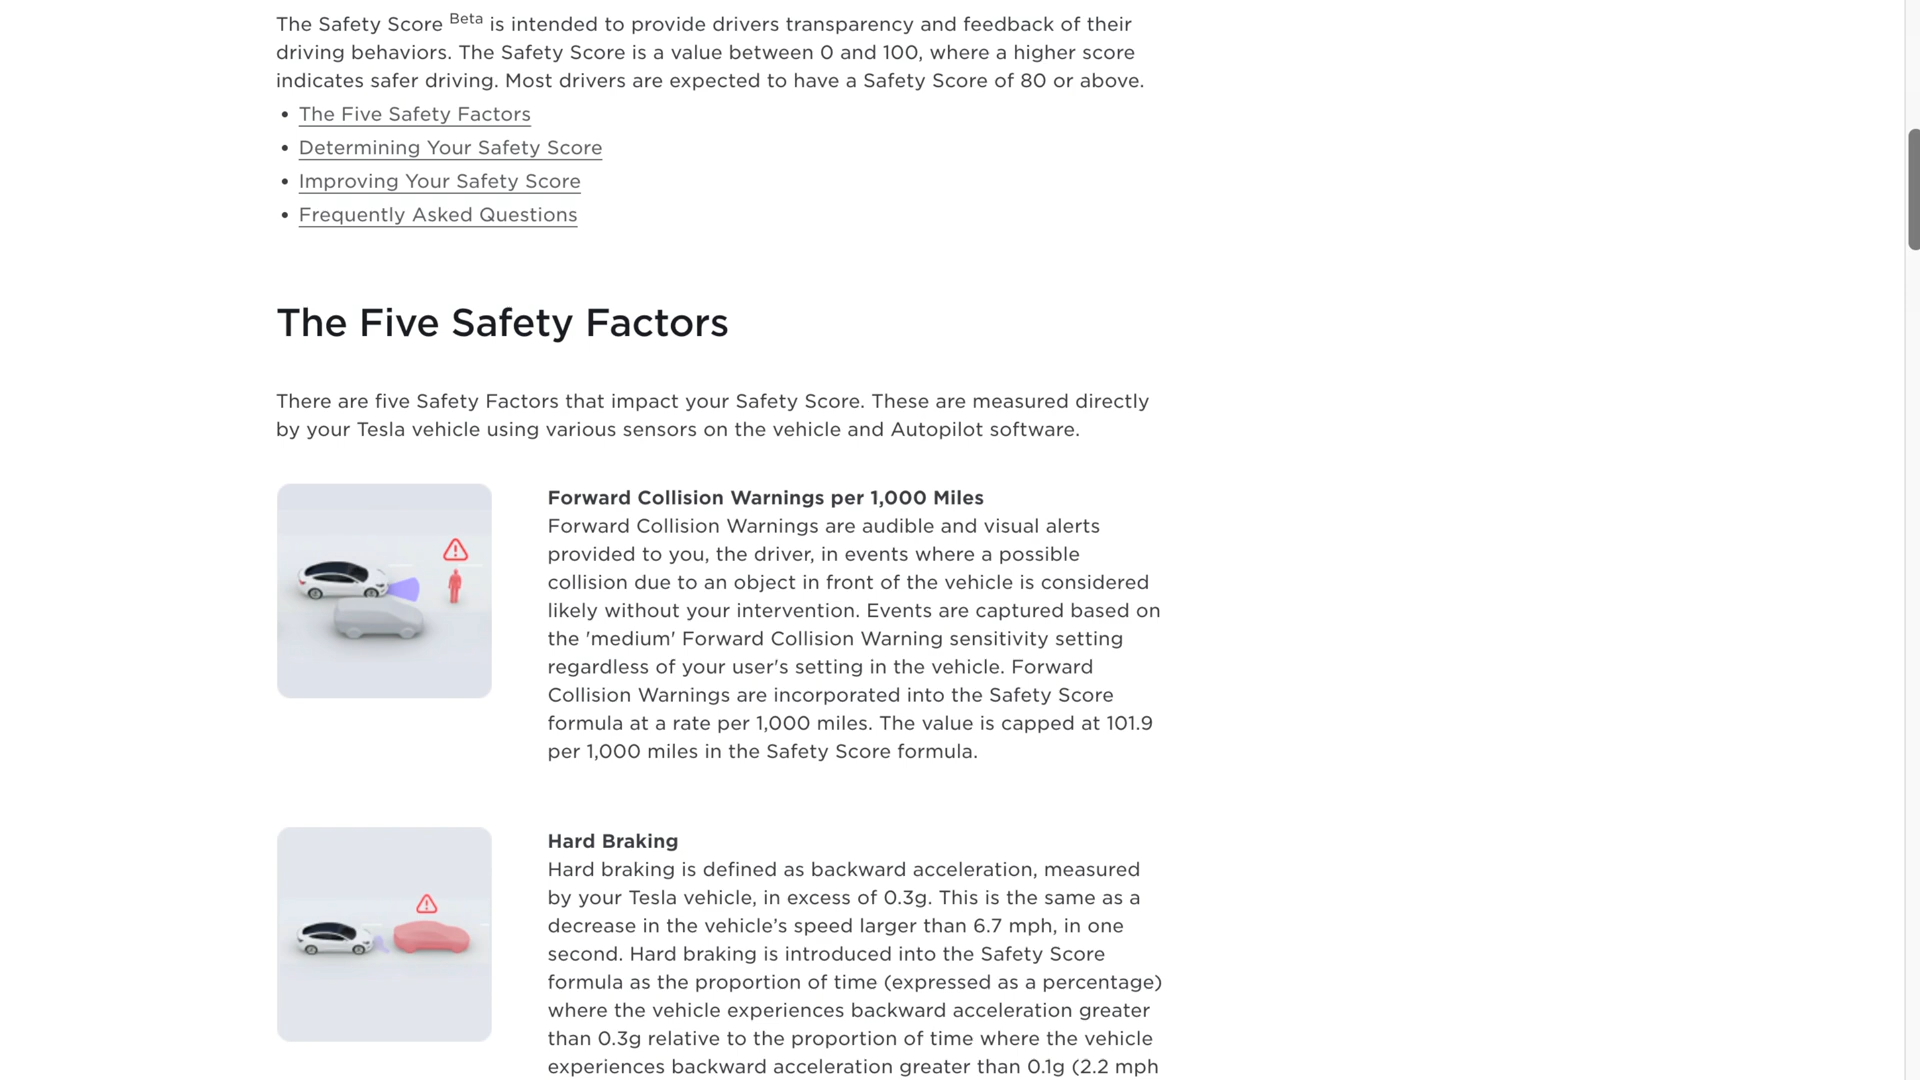 The Safety Score Beta is intended to provide drivers transparency and feedback of their
driving behaviors. The Safety Score is a value between 0 and 100, where a higher score
indicates safer driving. Most drivers are expected to have a Safety Score of 80 or above.
• The Five Safety Factors
• Determining Your Safety Score
• Improving Your Safety Score
• Frequently Asked Questions
The Five Safety Factors
There are five Safety Factors that impact your Safety Score. These are measured directly
by your Tesla vehicle using various sensors on the vehicle and Autopilot software.
Forward Collision Warnings per 1,000 Miles
Forward Collision Warnings are audible and visual alerts
provided to you, the driver, in events where a possible
collision due to an object in front of the vehicle is considered
likely without your intervention. Events are captured based on
the 'medium' Forward Collision Warning sensitivity setting
regardless of your user's setting in the vehicle. Forward
Collision Warnings are incorporated into the Safety Score
formula at a rate per 1,000 miles. The value is capped at 101.9
per 1,000 miles in the Safety Score formula.
Hard Braking
Hard braking is defined as backward acceleration, measured
by your Tesla vehicle, in excess of 0.3g. This is the same as a
decrease in the vehicle’s speed larger than 6.7 mph, in one
second. Hard braking is introduced into the Safety Score
formula as the proportion of time (expressed as a percentage)
where the vehicle experiences backward acceleration greater
than 0.3g relative to the proportion of time where the vehicle
experiences backward acceleration greater than 0.1g (2.2 mph